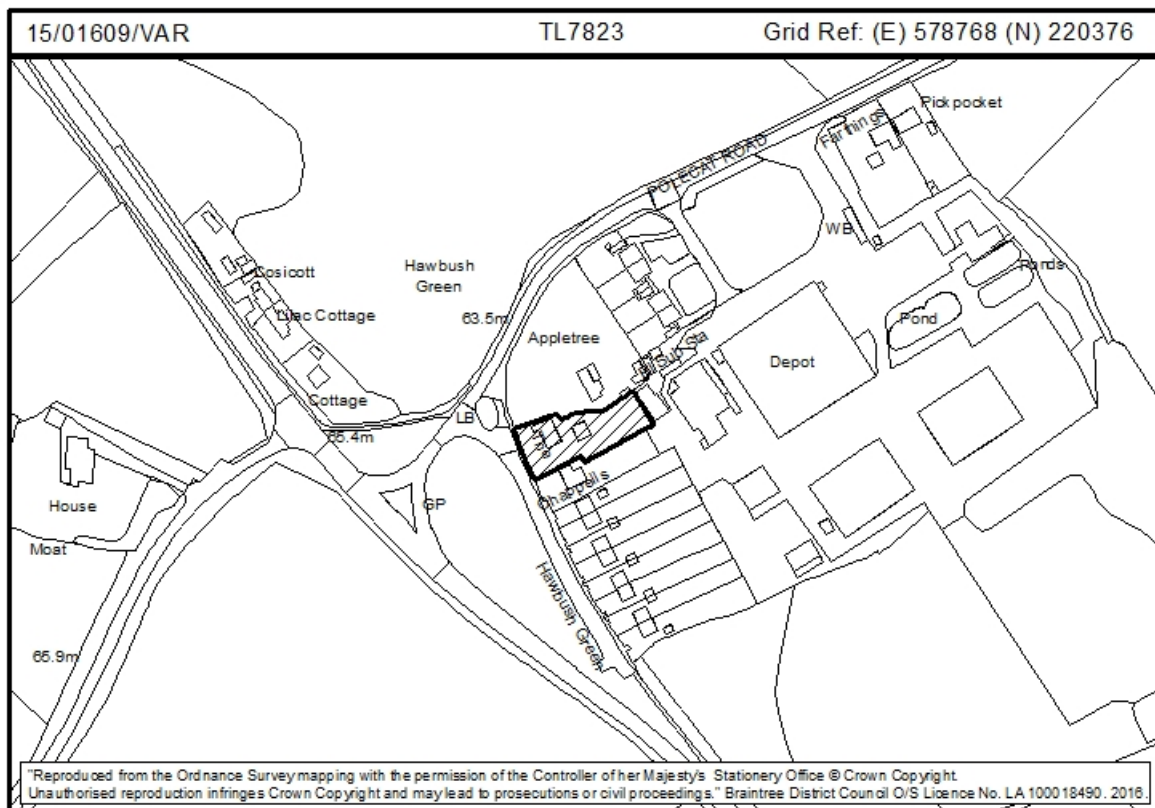 15/01609/VAR TL7823 Grid Ref: (E) 578768 (N) 220376
Pickpocket
Farthings
POLECAT ROAD
WB
Cosicott
Hawbush
Green
Ponds
Lilac Cottage
63.5m
Pond
Appletree
El Sub Sta
Depot
Cottage
LB
65.4m
The
Chappells
House
GP
Moat
Hawbush Green
65.9m
"Reproduced from the Ordnance Survey mapping with the permission of the Controller of her Majesty's Stationery Office © Crown Copyright.
Unauthorised reproduction infringes Crown Copyright and may lead to prosecutions or civil proceedings." Braintree District Council O/S Licence No. LA 100018490. 2016.